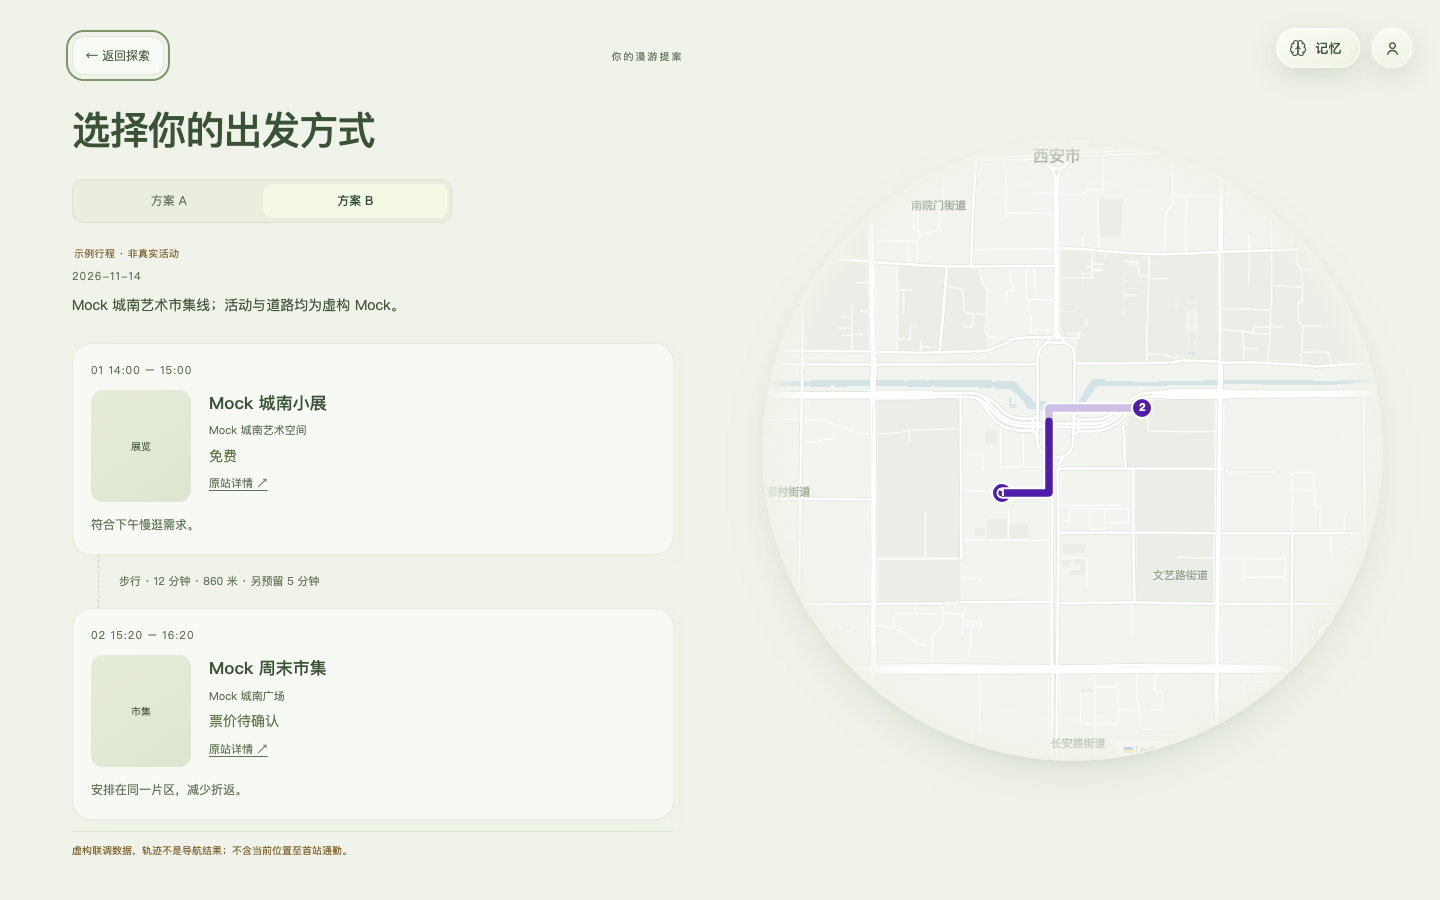 ← 返回探索
你的漫游提案
记忆
选择你的出发方式
方案 A
方案 B
示例行程 · 非真实活动
2026-11-14
Mock 城南艺术市集线；活动与道路均为虚构 Mock。
01 14:00 — 15:00
展览
Mock 城南小展
Mock 城南艺术空间
免费
原站详情 ↗
符合下午慢逛需求。
步行 · 12 分钟 · 860 米 · 另预留 5 分钟
02 15:20 — 16:20
市集
Mock 周末市集
Mock 城南广场
票价待确认
原站详情 ↗
安排在同一片区，减少折返。
虚构联调数据，轨迹不是导航结果；不含当前位置至首站通勤。
西安市
南院门街道
2
家村街道
文艺路街道
长安路街道